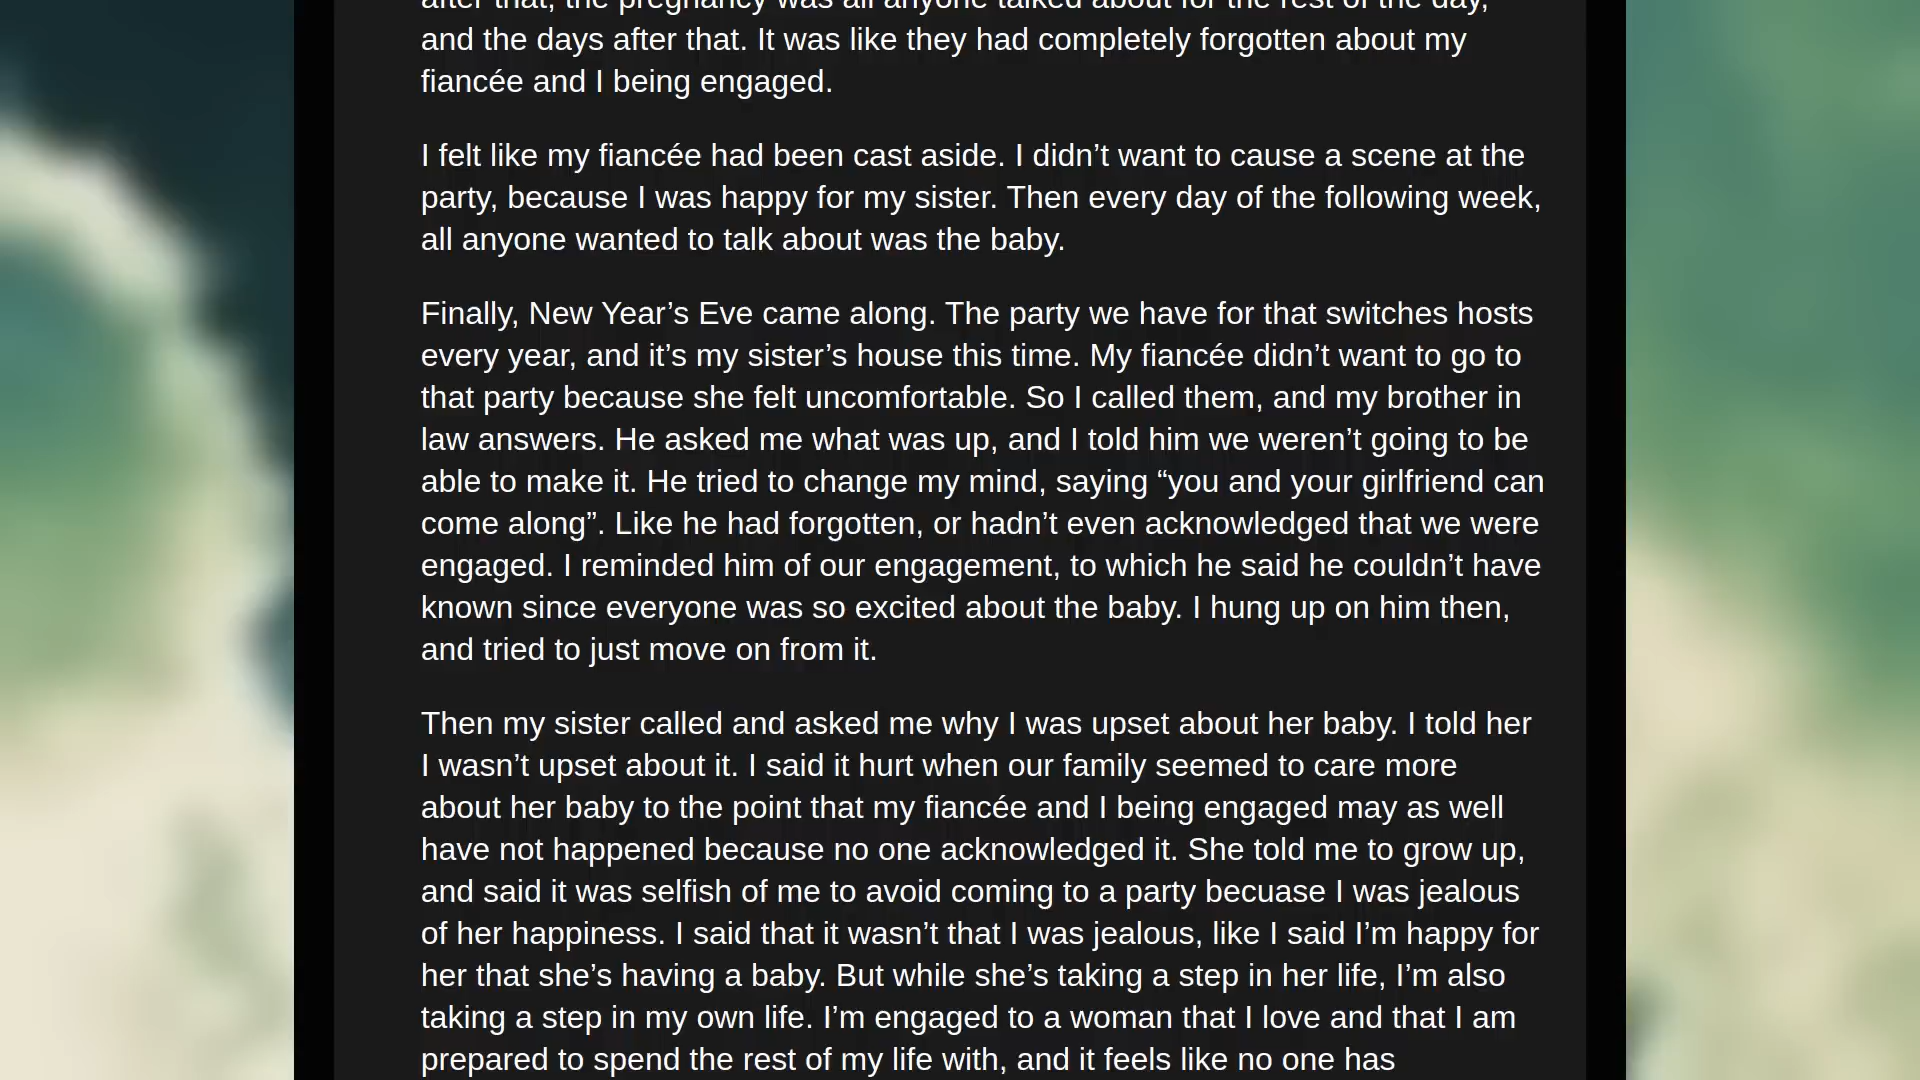 after that, the pregnancy was all anyone talked about for the rest of the day,
and the days after that. It was like they had completely forgotten about my
fiancée and I being engaged.
I felt like my fiancée had been cast aside. I didn’t want to cause a scene at the
party, because I was happy for my sister. Then every day of the following week,
all anyone wanted to talk about was the baby.
Finally, New Year’s Eve came along. The party we have for that switches hosts
every year, and it’s my sister’s house this time. My fiancée didn’t want to go to
that party because she felt uncomfortable. So I called them, and my brother in
law answers. He asked me what was up, and I told him we weren’t going to be
able to make it. He tried to change my mind, saying “you and your girlfriend can
come along”. Like he had forgotten, or hadn’t even acknowledged that we were
engaged. I reminded him of our engagement, to which he said he couldn’t have
known since everyone was so excited about the baby. I hung up on him then,
and tried to just move on from it.
Then my sister called and asked me why I was upset about her baby. I told her
I wasn’t upset about it. I said it hurt when our family seemed to care more
about her baby to the point that my fiancée and I being engaged may as well
have not happened because no one acknowledged it. She told me to grow up,
and said it was selfish of me to avoid coming to a party becuase I was jealous
of her happiness. I said that it wasn’t that I was jealous, like I said I’m happy for
her that she’s having a baby. But while she’s taking a step in her life, I’m also
taking a step in my own life. I’m engaged to a woman that I love and that I am
prepared to spend the rest of my life with, and it feels like no one has